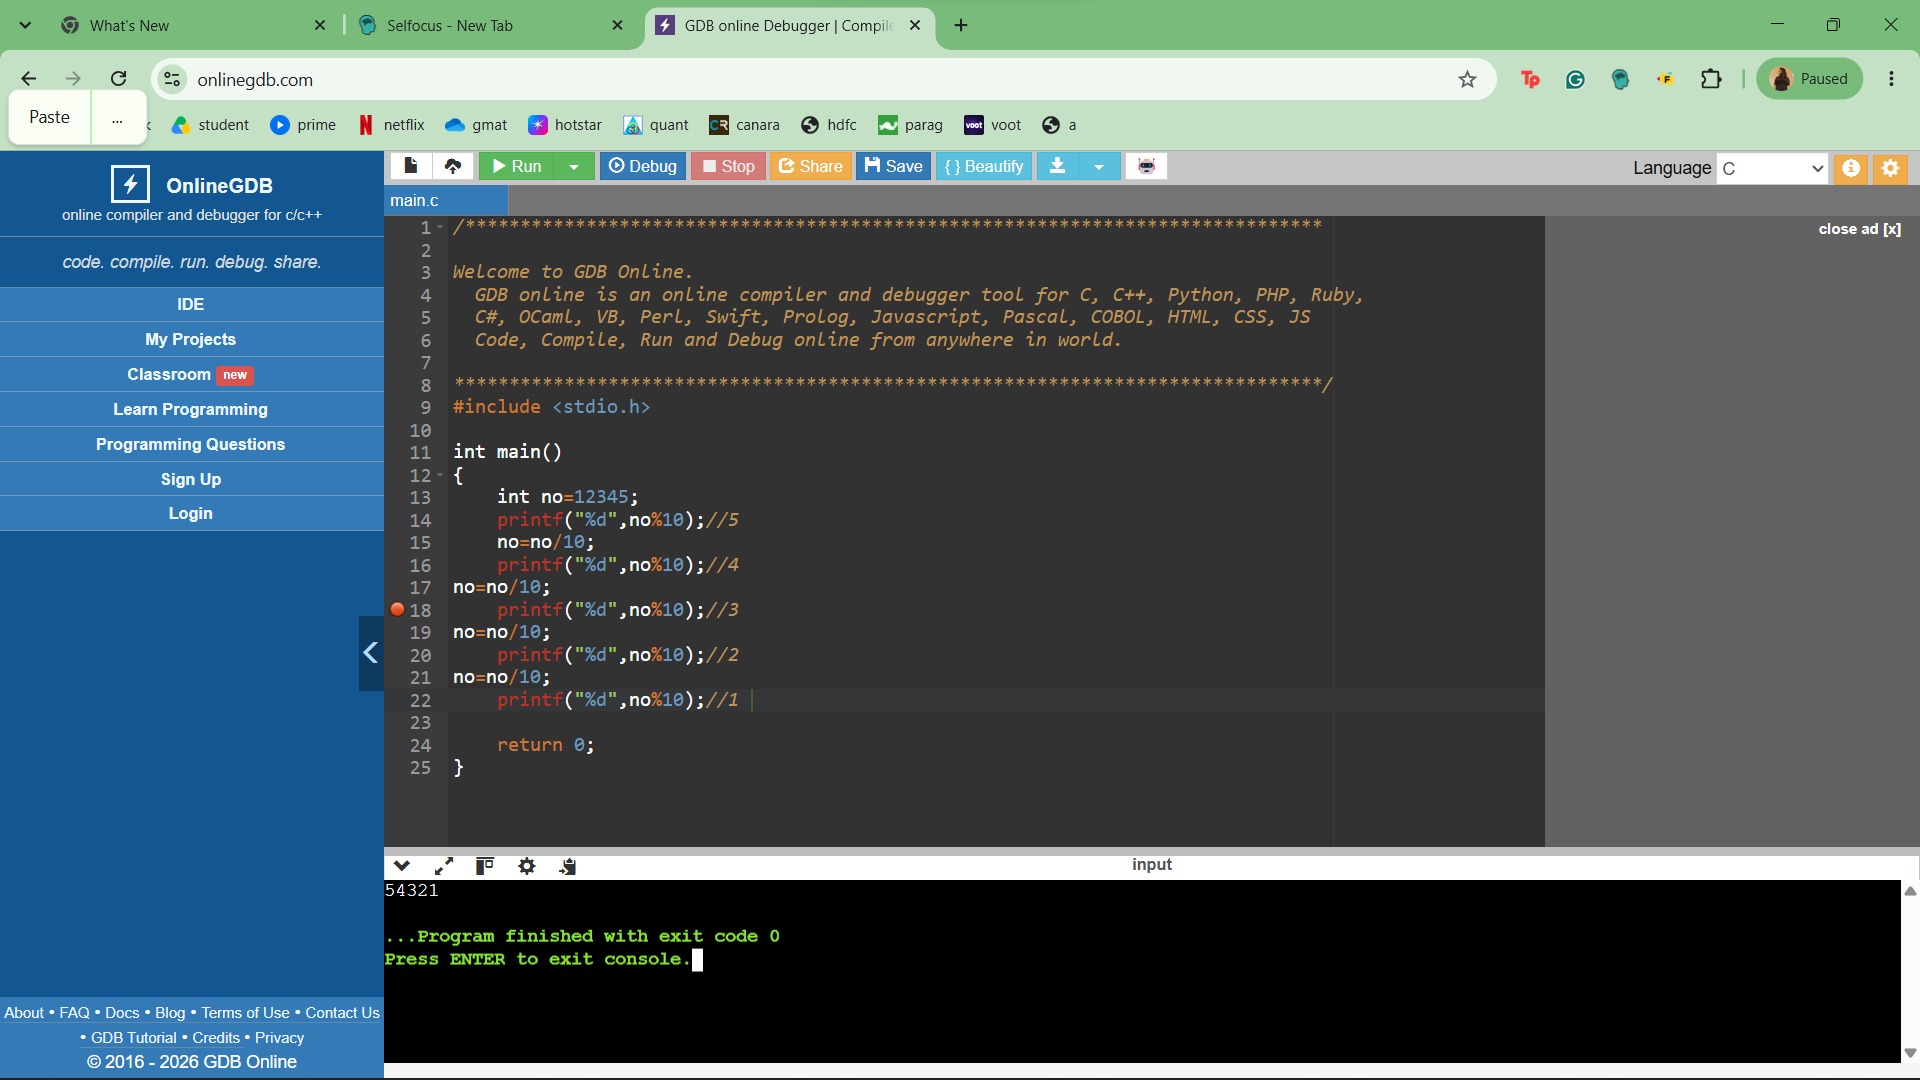 What's New
Selfocus - New Tab
GDB online Debugger | Compile
onlinegdb.com
Paused
Paste
...
student
prime
netflix
gmat
hotstar
quant
canara
hdfc
parag
voot
a
OnlineGDB
online compiler and debugger for c/c++
code. compile. run. debug. share.
IDE
My Projects
Classroom new
Learn Programming
Programming Questions
Sign Up
Login
About • FAQ • Docs • Blog • Terms of Use • Contact Us
• GDB Tutorial • Credits • Privacy
© 2016 - 2026 GDB Online
Run
Debug
Stop
Share
Save
{ } Beautify
Language C
main.c
close ad [x]
1 /******************************************************************************
2
3 Welcome to GDB Online.
4 GDB online is an online compiler and debugger tool for C, C++, Python, PHP, Ruby,
5 C#, OCaml, VB, Perl, Swift, Prolog, Javascript, Pascal, COBOL, HTML, CSS, JS
6 Code, Compile, Run and Debug online from anywhere in world.
7
8 *******************************************************************************/
9 #include <stdio.h>
10
11 int main()
12 {
13 int no=12345;
14 printf("%d",no%10);//5
15 no=no/10;
16 printf("%d",no%10);//4
17 no=no/10;
18 printf("%d",no%10);//3
19 no=no/10;
20 printf("%d",no%10);//2
21 no=no/10;
22 printf("%d",no%10);//1
23
24 return 0;
25 }
input
54321
...Program finished with exit code 0
Press ENTER to exit console.